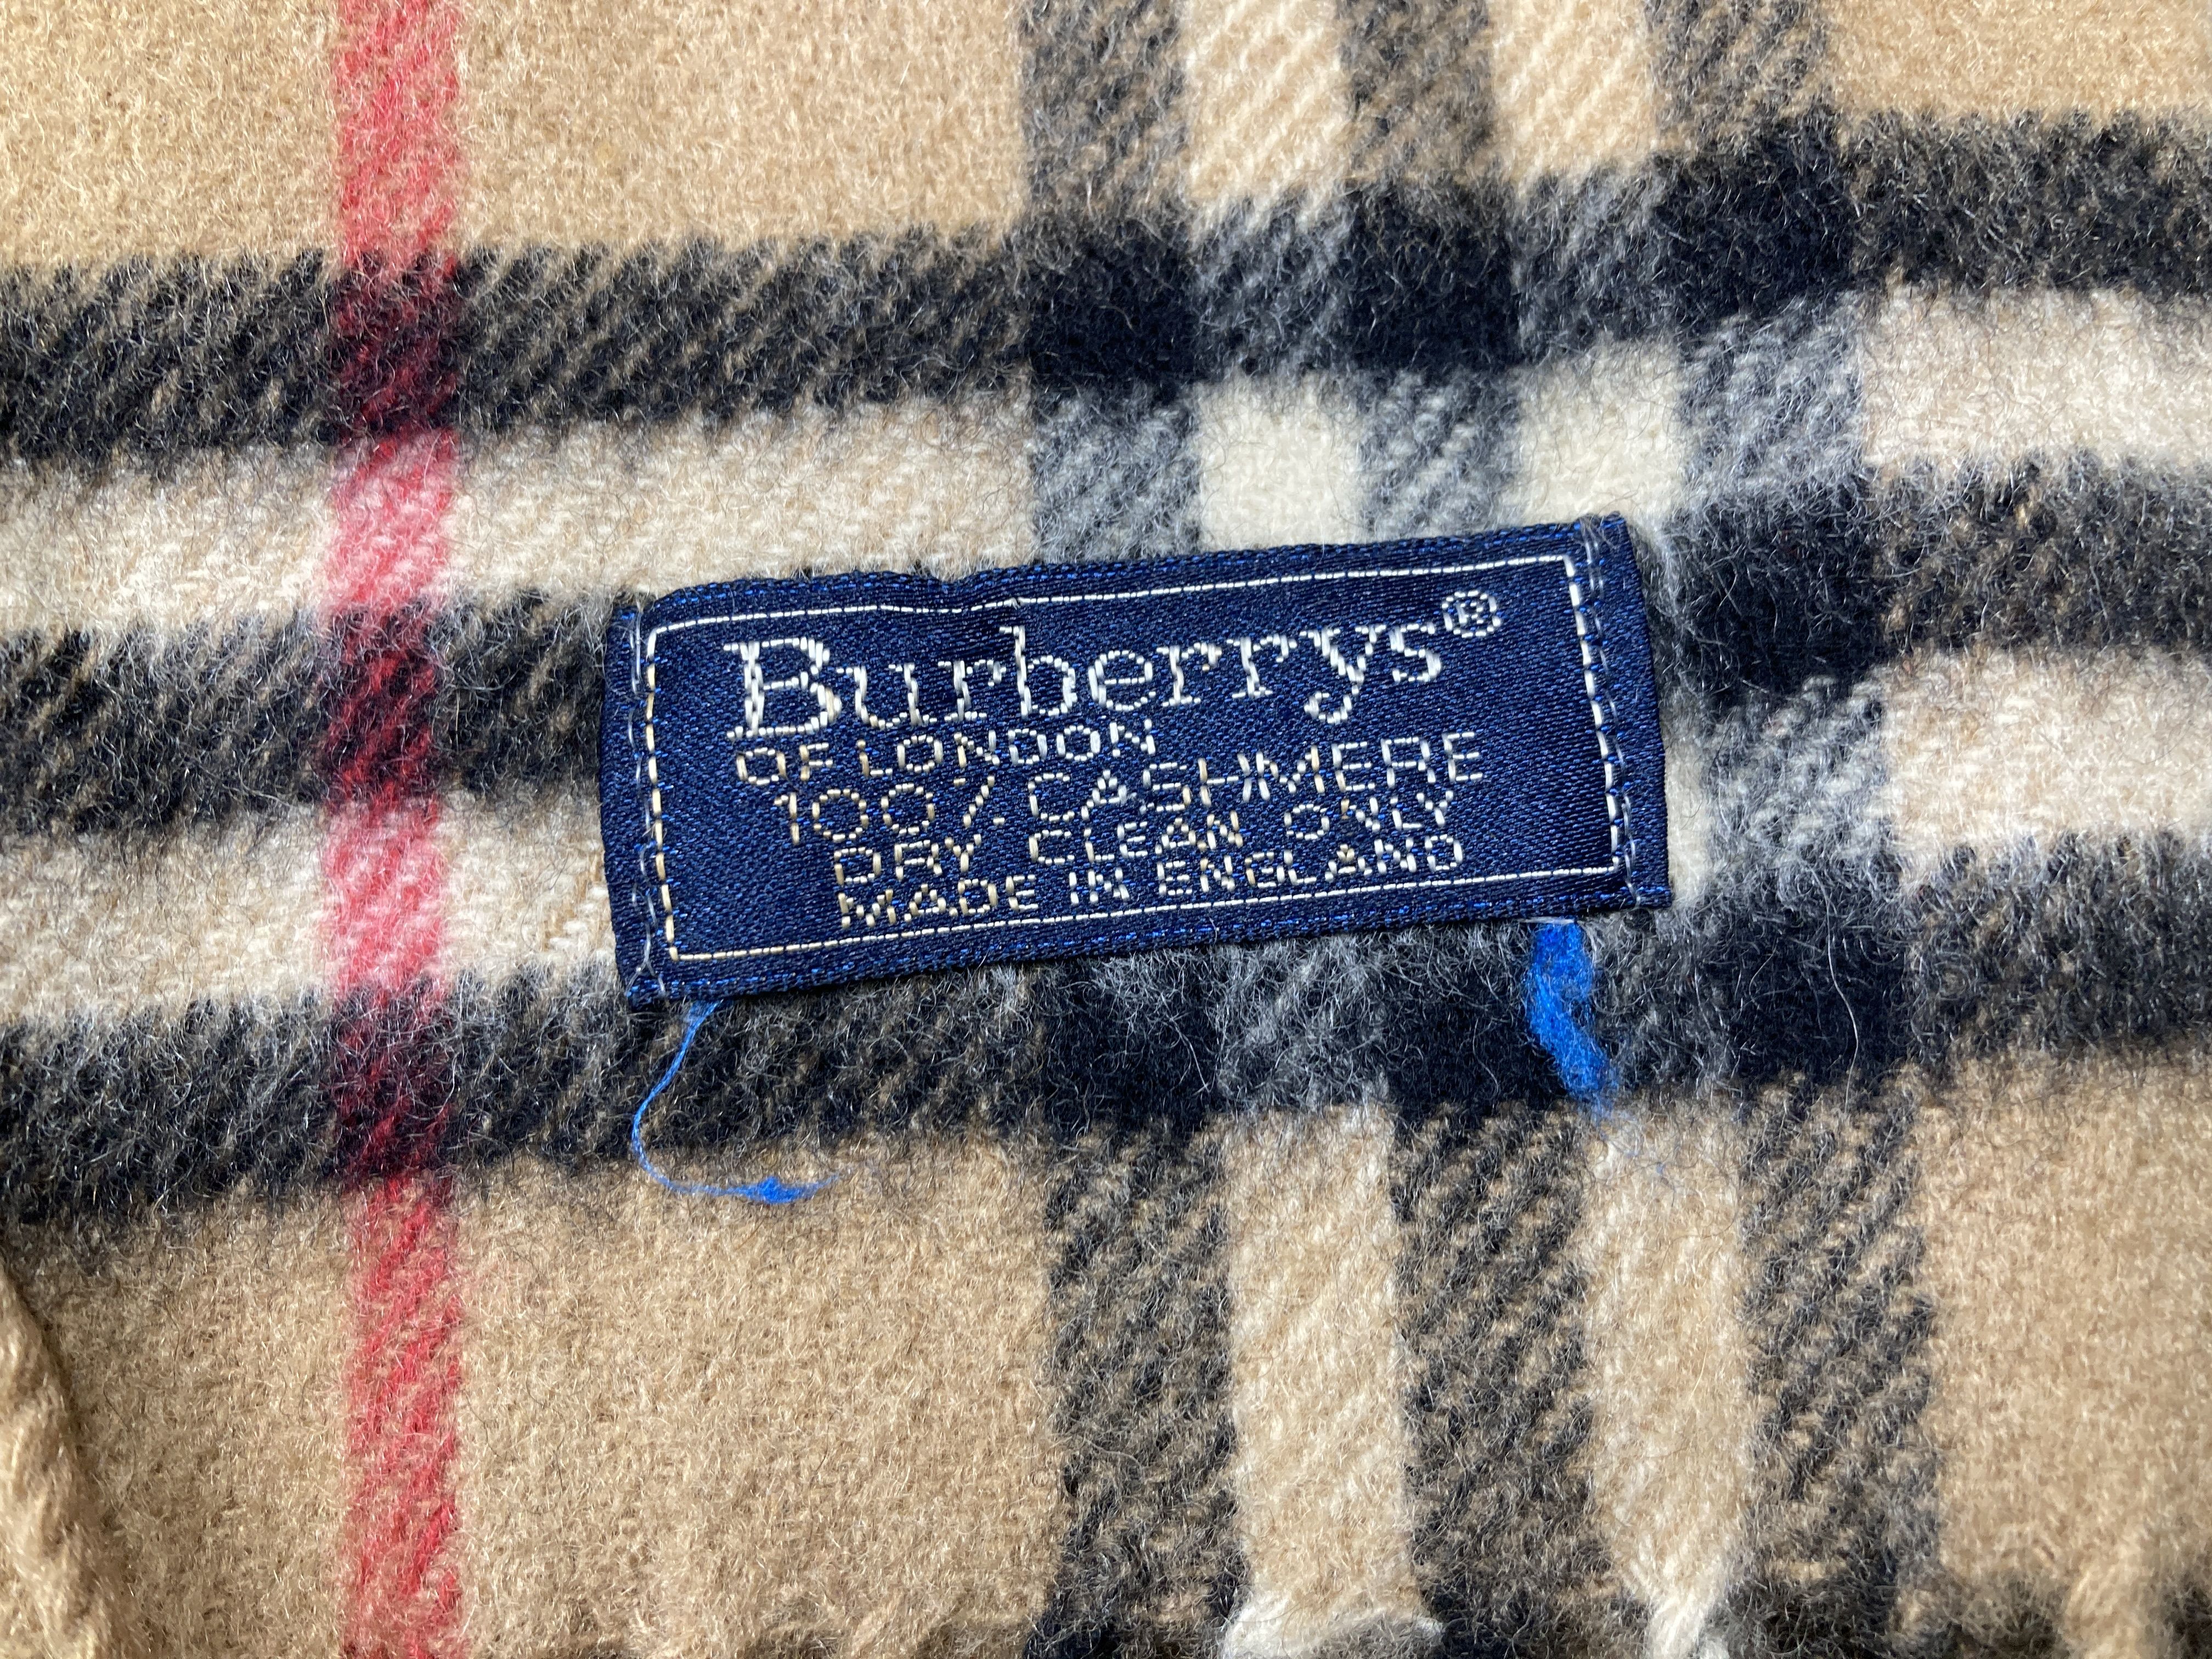 Burberrys®
OF LONDON
100% CASHMERE
DRY CLEAN ONLY
MADE IN ENGLAND